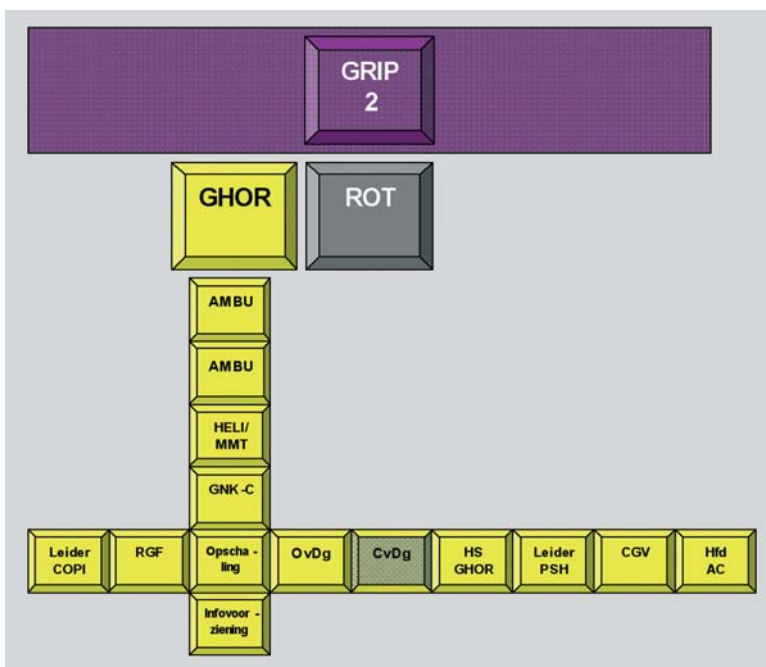 GRIP
2
GHOR
ROT
AMBU
AMBU
HELI/
MMT
GNK-C
Leider
COPI
RGF
Opscha -
ling
OvDg
CvDg
HS
GHOR
Leider
PSH
CGV
Hfd
AC
Infovoor -
ziening